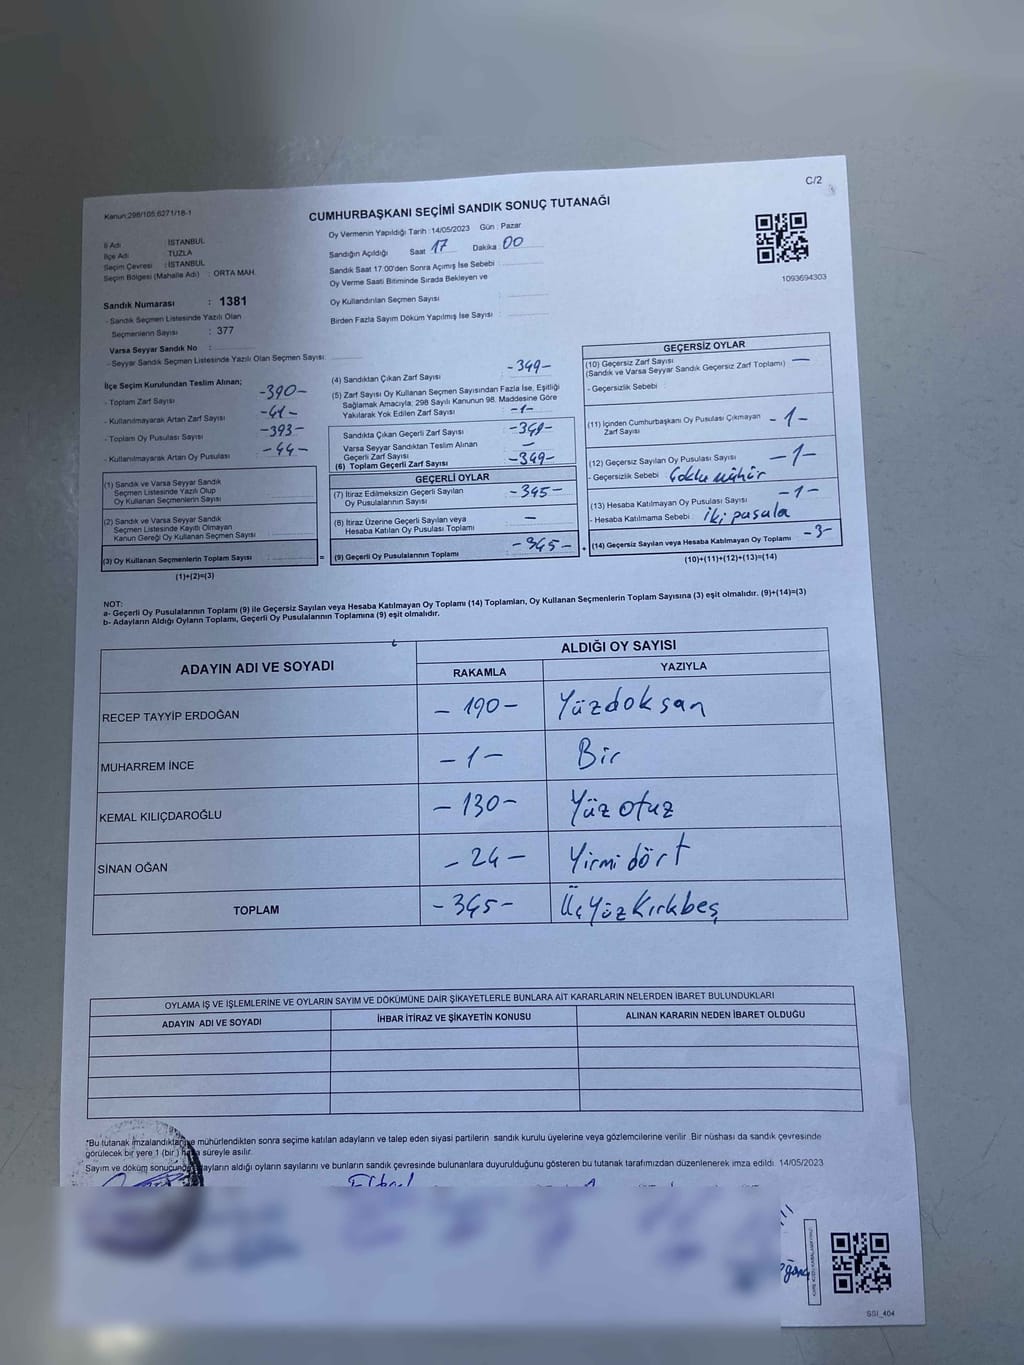 C/2
Kanun:298/105,6271/18-1
CUMHURBAŞKANI SEÇİMİ SANDIK SONUÇ TUTANAĞI
İl Adı : İSTANBUL
İlçe Adı : TUZLA
Seçim Çevresi : İSTANBUL
Seçim Bölgesi (Mahalle Adı) : ORTA MAH.
Sandık Numarası : 1381
- Sandık Seçmen Listesinde Yazılı Olan
Seçmenlerin Sayısı : 377
Varsa Seyyar Sandık No :
- Seyyar Sandık Seçmen Listesinde Yazılı Olan Seçmen Sayısı:
Oy Vermenin Yapıldığı Tarih : 14/05/2023 Gün : Pazar
Sandığın Açıldığı Saat 17 Dakika : 00
Sandık Saat 17:00'den Sonra Açımış İse Sebebi :
Oy Verme Saati Bitiminde Sırada Bekleyen ve
Oy Kullandırılan Seçmen Sayısı :
Birden Fazla Sayım Döküm Yapılmış İse Sayısı :
1093694303
İlçe Seçim Kurulundan Teslim Alınan;
- Toplam Zarf Sayısı -390-
- Kullanılmayarak Artan Zarf Sayısı -41-
- Toplam Oy Pusulası Sayısı -393-
- Kullanılmayarak Artan Oy Pusulası -44-
(1) Sandık ve Varsa Seyyar Sandık
Seçmen Listesinde Yazılı Olup
Oy Kullanan Seçmenlerin Sayısı
(2) Sandık ve Varsa Seyyar Sandık
Seçmen Listesinde Kayıtlı Olmayan
Kanun Gereği Oy Kullanan Seçmen Sayısı
(3) Oy Kullanan Seçmenlerin Toplam Sayısı =
(1)+(2)=(3)
(4) Sandıktan Çıkan Zarf Sayısı -349-
(5) Zarf Sayısı Oy Kullanan Seçmen Sayısından Fazla İse, Eşitliği
Sağlamak Amacıyla, 298 Sayılı Kanunun 98. Maddesine Göre
Yakılarak Yok Edilen Zarf Sayısı -1-
Sandıkta Çıkan Geçerli Zarf Sayısı
Varsa Seyyar Sandıktan Teslim Alınan
Geçerli Zarf Sayısı -
(6) Toplam Geçerli Zarf Sayısı -349-
GEÇERLİ OYLAR
(7) İtiraz Edilmeksizin Geçerli Sayılan
Oy Pusulalarının Sayısı -345-
(8) İtiraz Üzerine Geçerli Sayılan veya
Hesaba Katılan Oy Pusulası Toplamı -
(9) Geçerli Oy Pusulalarının Toplamı -345- +
GEÇERSİZ OYLAR
(10) Geçersiz Zarf Sayısı -
(Sandık ve Varsa Seyyar Sandık Geçersiz Zarf Toplamı)
- Geçersizlik Sebebi :
(11) İçinden Cumhurbaşkanı Oy Pusulası Çıkmayan
Zarf Sayısı -1-
(12) Geçersiz Sayılan Oy Pusulası Sayısı -1-
- Geçersizlik Sebebi Çoklu mühür
(13) Hesaba Katılmayan Oy Pusulası Sayısı -1-
- Hesaba Katılmama Sebebi : İki pusula
(14) Geçersiz Sayılan veya Hesaba Katılmayan Oy Toplamı -3-
(10)+(11)+(12)+(13)=(14)
NOT:
a- Geçerli Oy Pusulalarının Toplamı (9) ile Geçersiz Sayılan veya Hesaba Katılmayan Oy Toplamı (14) Toplamları, Oy Kullanan Seçmenlerin Toplam Sayısına (3) eşit olmalıdır. (9)+(14)=(3)
b- Adayların Aldığı Oyların Toplamı, Geçerli Oy Pusulalarının Toplamına (9) eşit olmalıdır.
ADAYIN ADI VE SOYADI ALDIĞI OY SAYISI
RAKAMLA YAZIYLA
RECEP TAYYİP ERDOĞAN - 190 - Yüzdoksan
MUHARREM İNCE - 1 - Bir
KEMAL KILIÇDAROĞLU - 130 - Yüz otuz
SİNAN OĞAN - 24 - Yirmi dört
TOPLAM - 345 - ÜçYüzKırkbeş
OYLAMA İŞ VE İŞLEMLERİNE VE OYLARIN SAYIM VE DÖKÜMÜNE DAİR ŞİKAYETLERLE BUNLARA AİT KARARLARIN NELERDEN İBARET BULUNDUKLARI
ADAYIN ADI VE SOYADI İHBAR İTİRAZ VE ŞİKAYETİN KONUSU ALINAN KARARIN NEDEN İBARET OLDUĞU
*Bu tutanak imzalandıktan ve mühürlendikten sonra seçime katılan adayların ve talep eden siyasi partilerin sandık kurulu üyelerine veya gözlemcilerine verilir. Bir nüshası da sandık çevresinde
görülecek bir yere 1 (bir) hafta süreyle asılır.
Sayım ve döküm sonucunda adayların aldığı oyların sayılarını ve bunların sandık çevresinde bulunanlara duyurulduğunu gösteren bu tutanak tarafımızdan düzenlenerek imza edildi. 14/05/2023
SSI_404